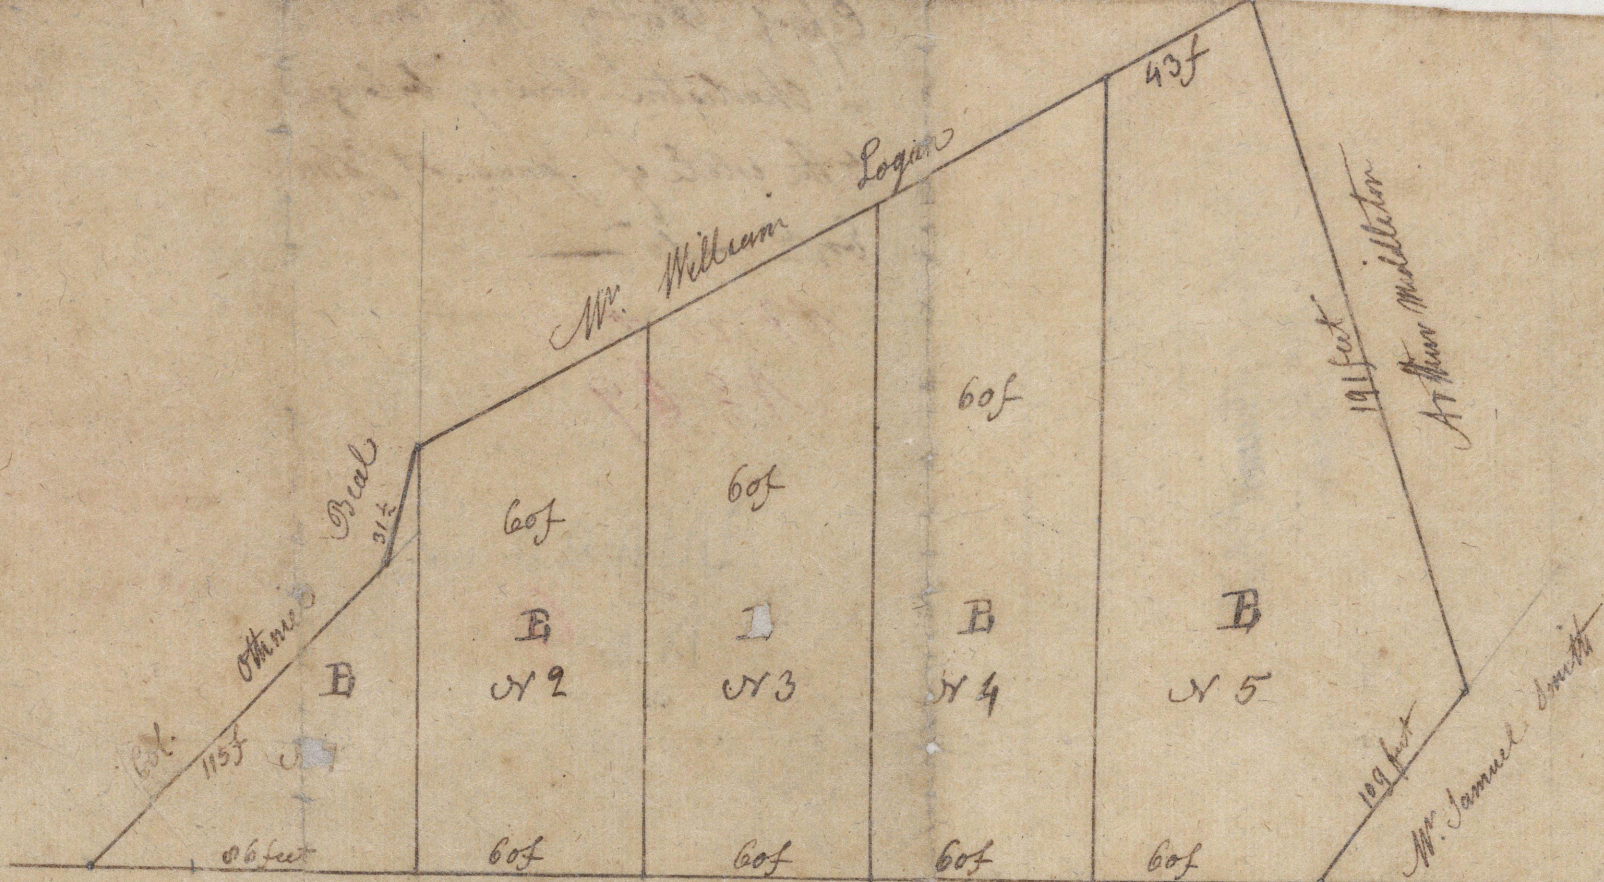 43f
Mr. William Logan
Arthur Middleton
191 feet
60f
60f
60f
Col. Othniel Beal
31½
B
B
B
B
N 2
N 3
N 4
N 5
115f
109 feet
Mr. Samuel Smith
86 feet
60f
60f
60f
60f